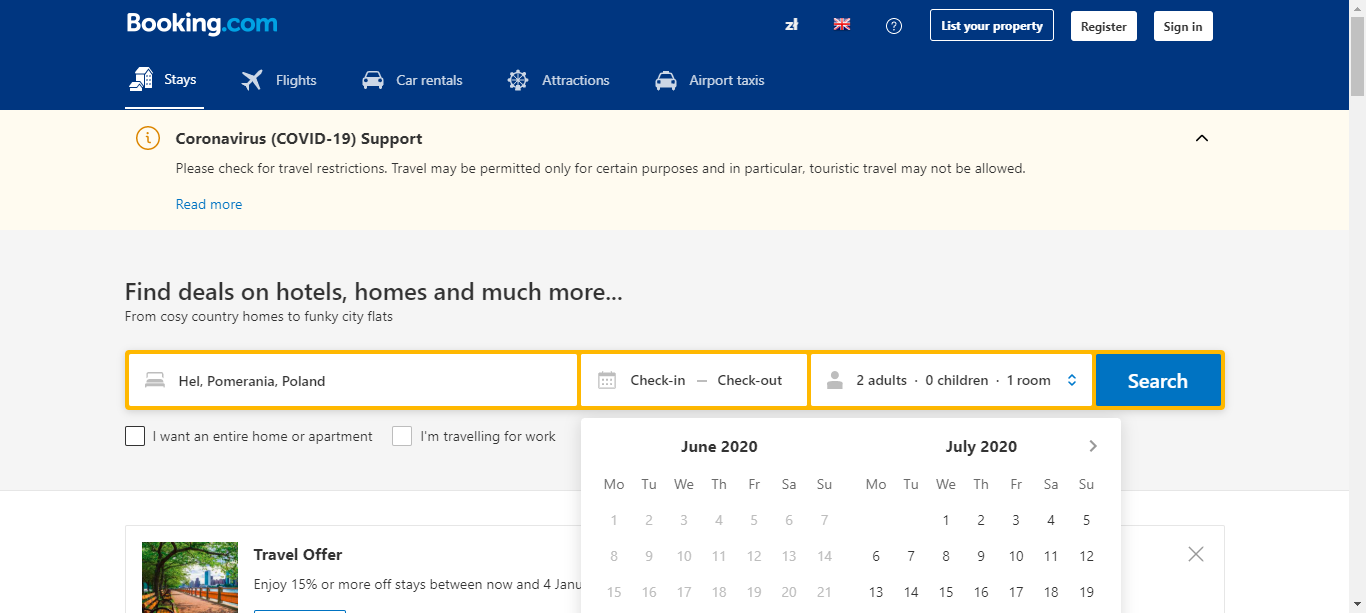 Booking.com
zł
List your property
Register
Sign in
Stays
Flights
Car rentals
Attractions
Airport taxis
Coronavirus (COVID-19) Support
Please check for travel restrictions. Travel may be permitted only for certain purposes and in particular, touristic travel may not be allowed.
Read more
Find deals on hotels, homes and much more...
From cosy country homes to funky city flats
Hel, Pomerania, Poland
Check-in — Check-out
2 adults · 0 children · 1 room
Search
I want an entire home or apartment
I'm travelling for work
June 2020
Mo Tu We Th Fr Sa Su
1 2 3 4 5 6 7
8 9 10 11 12 13 14
15 16 17 18 19 20 21
July 2020
Mo Tu We Th Fr Sa Su
1 2 3 4 5
6 7 8 9 10 11 12
13 14 15 16 17 18 19
Travel Offer
Enjoy 15% or more off stays between now and 4 Janu